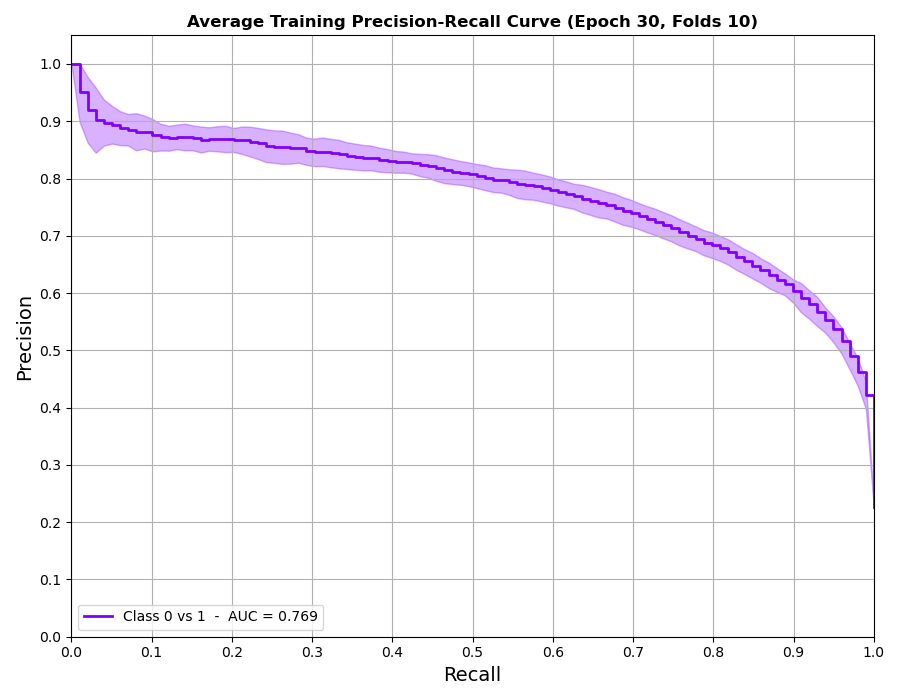 Average Training Precision-Recall Curve (Epoch 30, Folds 10)
Precision
1.0
0.9
0.8
0.7
0.6
0.5
0.4
0.3
0.2
0.1
0.0
Class 0 vs 1 - AUC = 0.769
0.0 0.1 0.2 0.3 0.4 0.5 0.6 0.7 0.8 0.9 1.0
Recall